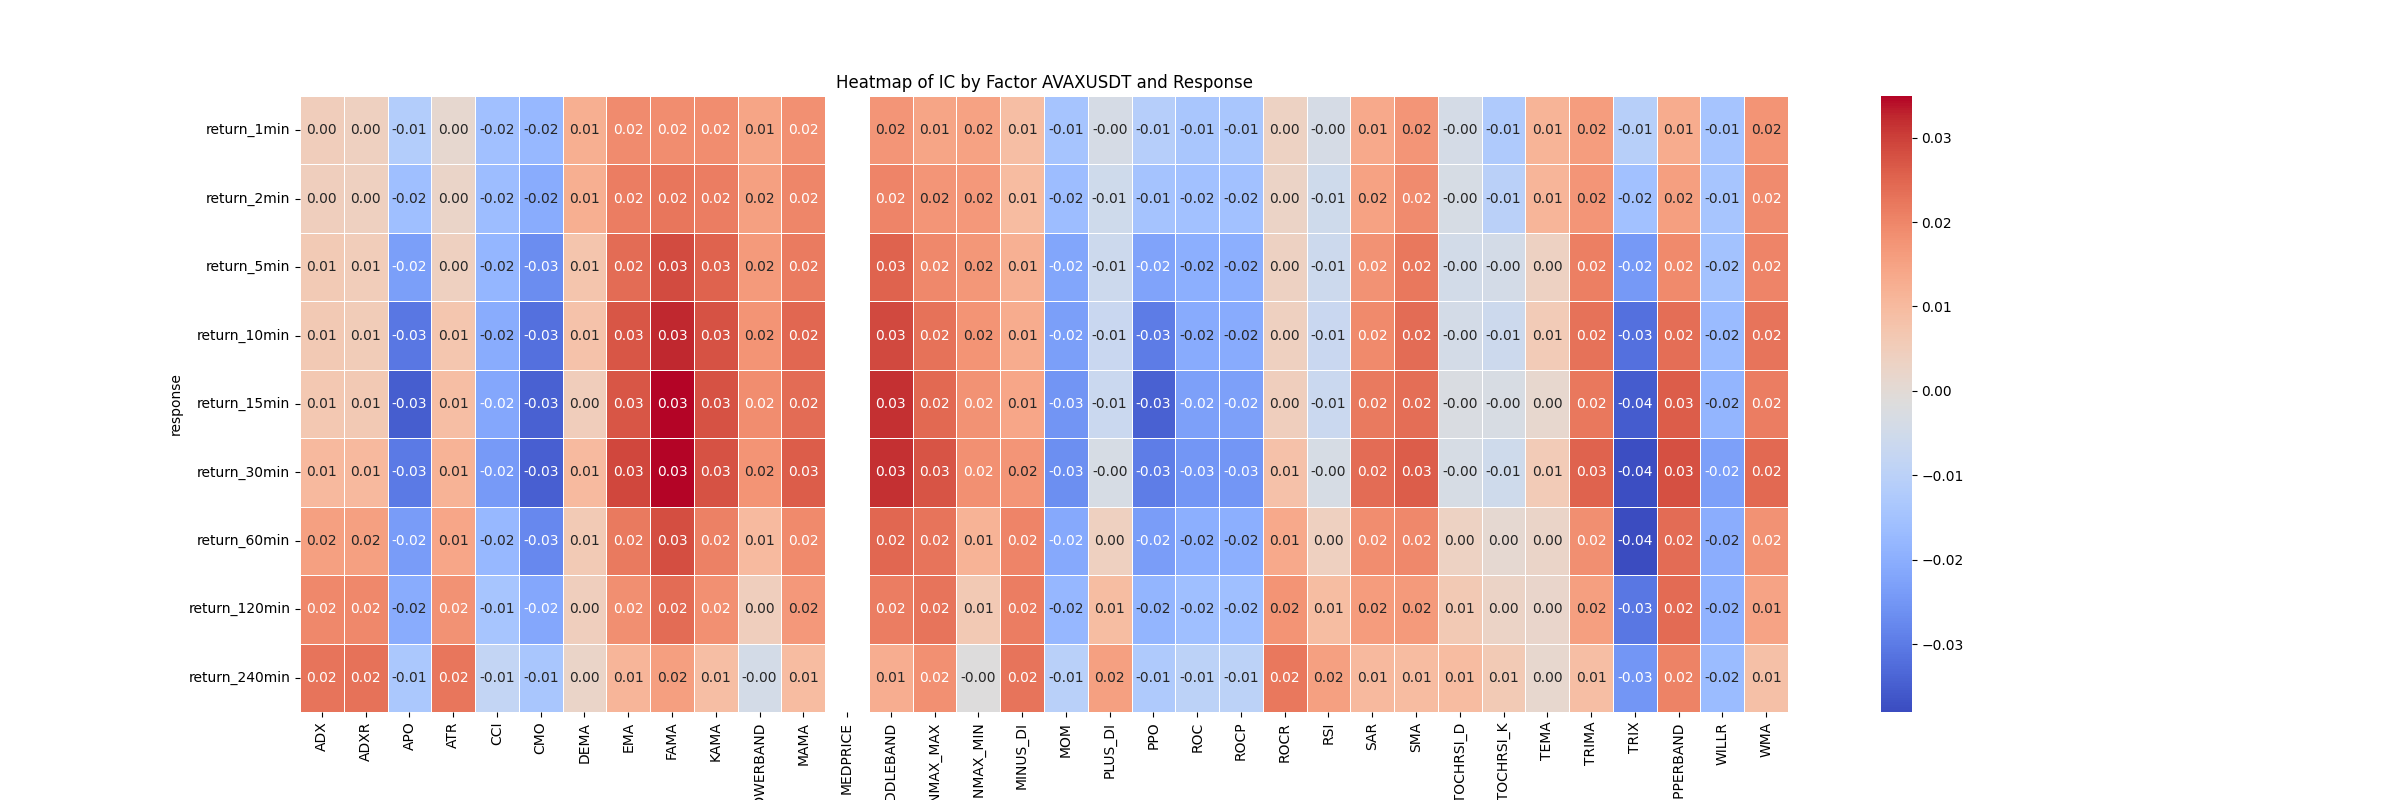 Heatmap of IC by Factor AVAXUSDT and Response
response
return_1min 0.00 0.00 -0.01 0.00 -0.02 -0.02 0.01 0.02 0.02 0.02 0.01 0.02 0.02 0.01 0.02 0.01 -0.01 -0.00 -0.01 -0.01 -0.01 0.00 -0.00 0.01 0.02 -0.00 -0.01 0.01 0.02 -0.01 0.01 -0.01 0.02
return_2min 0.00 0.00 -0.02 0.00 -0.02 -0.02 0.01 0.02 0.02 0.02 0.02 0.02 0.02 0.02 0.02 0.01 -0.02 -0.01 -0.01 -0.02 -0.02 0.00 -0.01 0.02 0.02 -0.00 -0.01 0.01 0.02 -0.02 0.02 -0.01 0.02
return_5min 0.01 0.01 -0.02 0.00 -0.02 -0.03 0.01 0.02 0.03 0.03 0.02 0.02 0.03 0.02 0.02 0.01 -0.02 -0.01 -0.02 -0.02 -0.02 0.00 -0.01 0.02 0.02 -0.00 -0.00 0.00 0.02 -0.02 0.02 -0.02 0.02
return_10min 0.01 0.01 -0.03 0.01 -0.02 -0.03 0.01 0.03 0.03 0.03 0.02 0.02 0.03 0.02 0.02 0.01 -0.02 -0.01 -0.03 -0.02 -0.02 0.00 -0.01 0.02 0.02 -0.00 -0.01 0.01 0.02 -0.03 0.02 -0.02 0.02
return_15min 0.01 0.01 -0.03 0.01 -0.02 -0.03 0.00 0.03 0.03 0.03 0.02 0.02 0.03 0.02 0.02 0.01 -0.03 -0.01 -0.03 -0.02 -0.02 0.00 -0.01 0.02 0.02 -0.00 -0.00 0.00 0.02 -0.04 0.03 -0.02 0.02
return_30min 0.01 0.01 -0.03 0.01 -0.02 -0.03 0.01 0.03 0.03 0.03 0.02 0.03 0.03 0.03 0.02 0.02 -0.03 -0.00 -0.03 -0.03 -0.03 0.01 -0.00 0.02 0.03 -0.00 -0.01 0.01 0.03 -0.04 0.03 -0.02 0.02
return_60min 0.02 0.02 -0.02 0.01 -0.02 -0.03 0.01 0.02 0.03 0.02 0.01 0.02 0.02 0.02 0.01 0.02 -0.02 0.00 -0.02 -0.02 -0.02 0.01 0.00 0.02 0.02 0.00 0.00 0.00 0.02 -0.04 0.02 -0.02 0.02
return_120min 0.02 0.02 -0.02 0.02 -0.01 -0.02 0.00 0.02 0.02 0.02 0.00 0.02 0.02 0.02 0.01 0.02 -0.02 0.01 -0.02 -0.02 -0.02 0.02 0.01 0.02 0.02 0.01 0.00 0.00 0.02 -0.03 0.02 -0.02 0.01
return_240min 0.02 0.02 -0.01 0.02 -0.01 -0.01 0.00 0.01 0.02 0.01 -0.00 0.01 0.01 0.02 -0.00 0.02 -0.01 0.02 -0.01 -0.01 -0.01 0.02 0.02 0.01 0.01 0.01 0.01 0.00 0.01 -0.03 0.02 -0.02 0.01
ADX
ADXR
APO
ATR
CCI
CMO
DEMA
EMA
FAMA
KAMA
OWERBAND
MAMA
MEDPRICE
DDLEBAND
NMAX_MAX
NMAX_MIN
MINUS_DI
MOM
PLUS_DI
PPO
ROC
ROCP
ROCR
RSI
SAR
SMA
TOCHRSI_D
TOCHRSI_K
TEMA
TRIMA
TRIX
PPERBAND
WILLR
WMA
0.03
0.02
0.01
0.00
−0.01
−0.02
−0.03